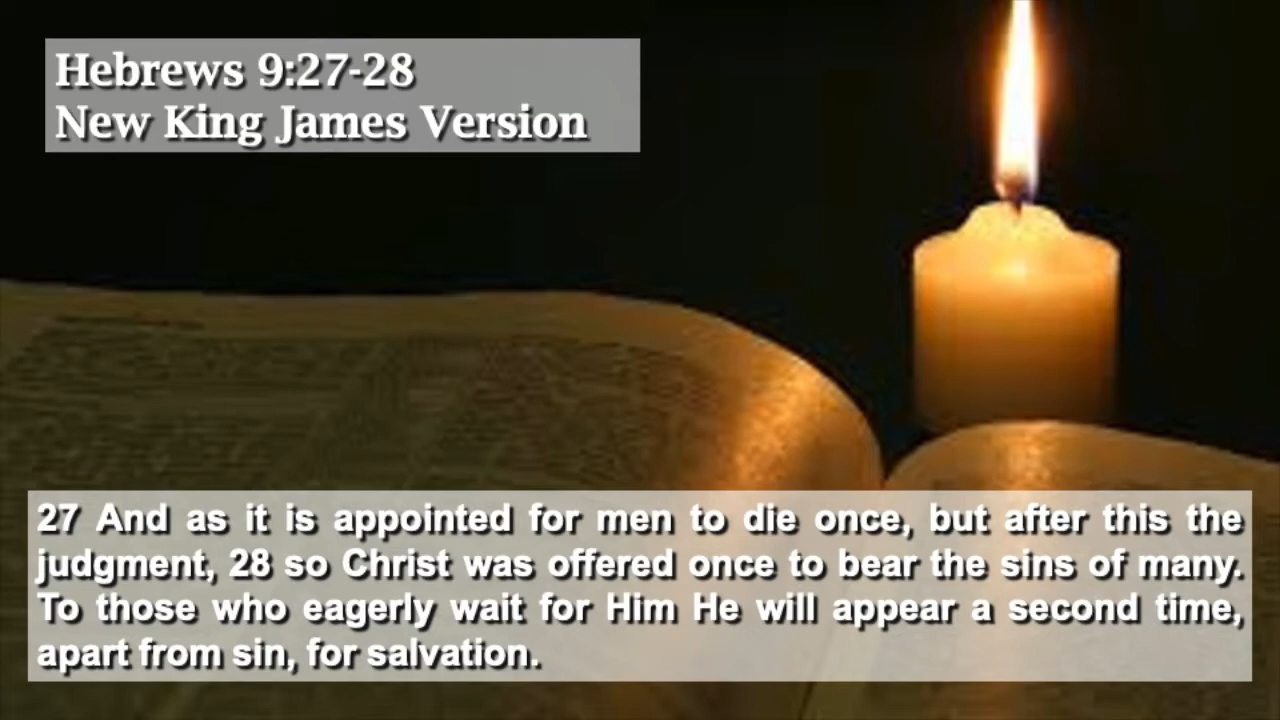 Hebrews 9:27-28
New King James Version
27 And as it is appointed for men to die once, but after this the
judgment, 28 so Christ was offered once to bear the sins of many.
To those who eagerly wait for Him He will appear a second time,
apart from sin, for salvation.